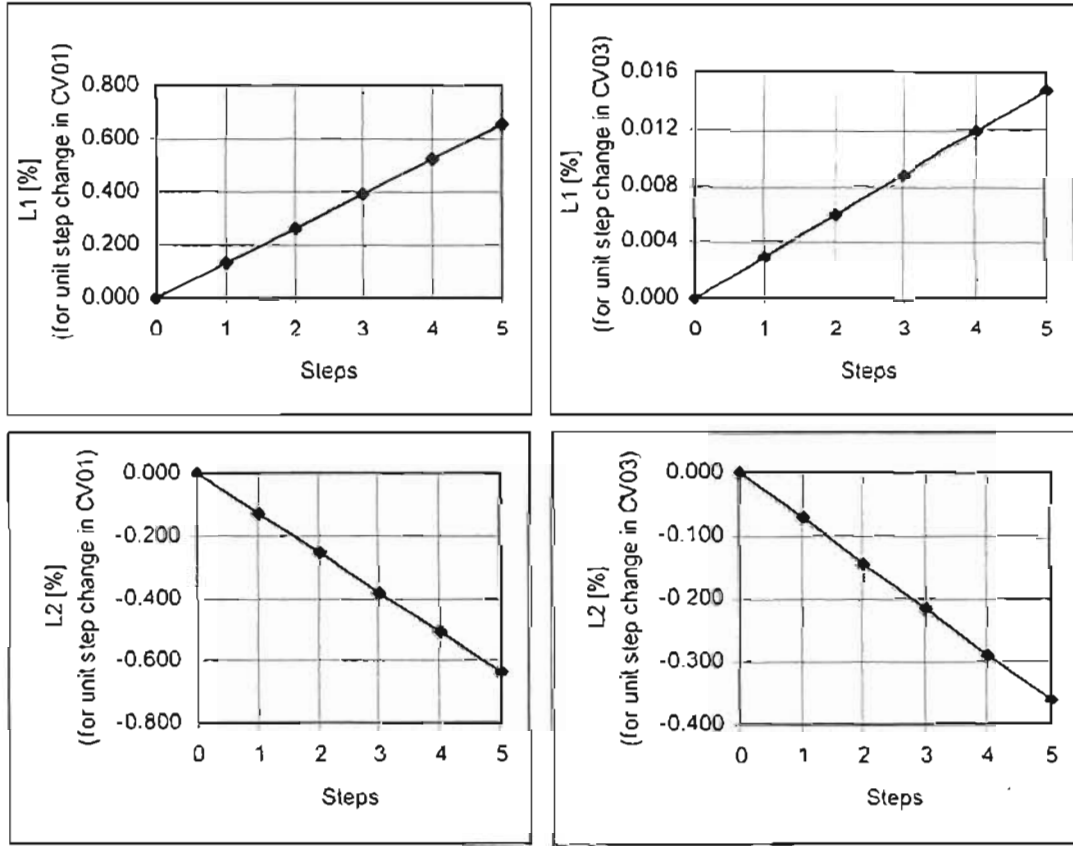 L1 [%]
(for unit step change in CV01)
0.800
0.600
0.400
0.200
0.000
0 1 2 3 4 5
Steps
L1 [%]
(for unit step change in CV03)
0.016
0.012
0.008
0.004
0.000
0 1 2 3 4 5
Steps
L2 [%]
(for unit step change in CV01)
0.000
-0.200
-0.400
-0.600
-0.800
0 1 2 3 4 5
Steps
L2 [%]
(for unit step change in CV03)
0.000
-0.100
-0.200
-0.300
-0.400
0 1 2 3 4 5
Steps